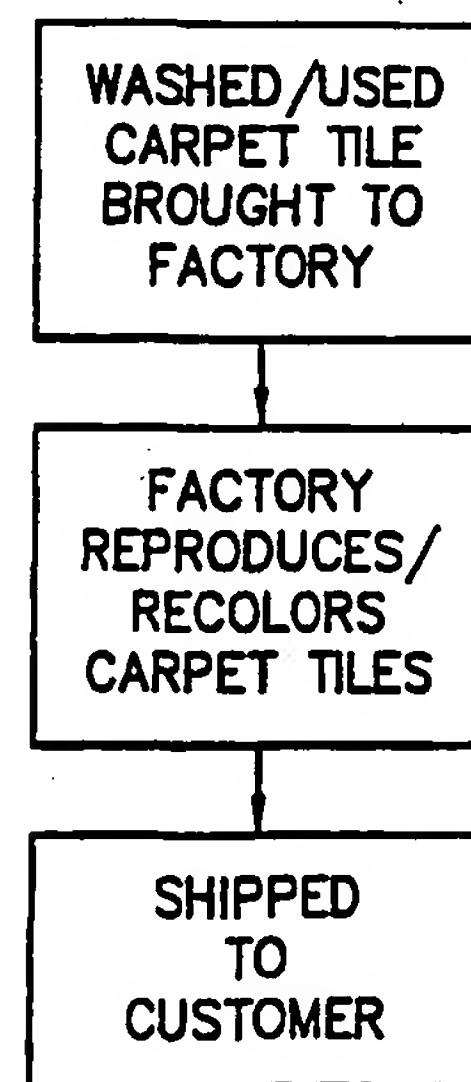 WASHED/USED
CARPET TILE
BROUGHT TO
FACTORY
FACTORY
REPRODUCES/
RECOLORS
CARPET TILES
SHIPPED
TO
CUSTOMER